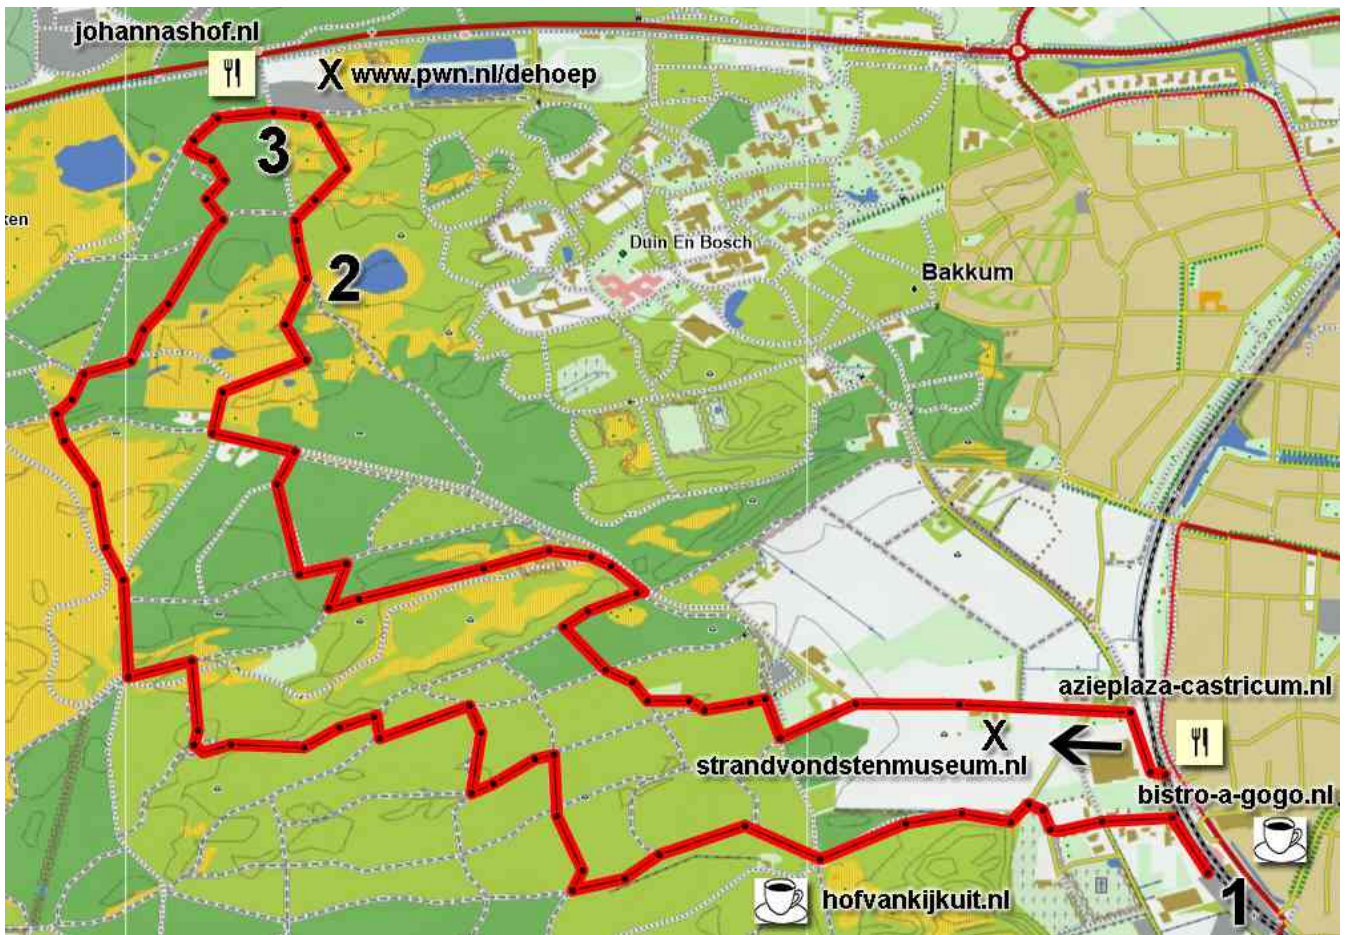 johannashof.nl
X www.pwn.nl/dehoep
3
ken
Duin En Bosch
2
Bakkum
azieplaza-castricum.nl
X
strandvondstenmuseum.nl
bistro-a-gogo.nl
hofvankijkuit.nl
1